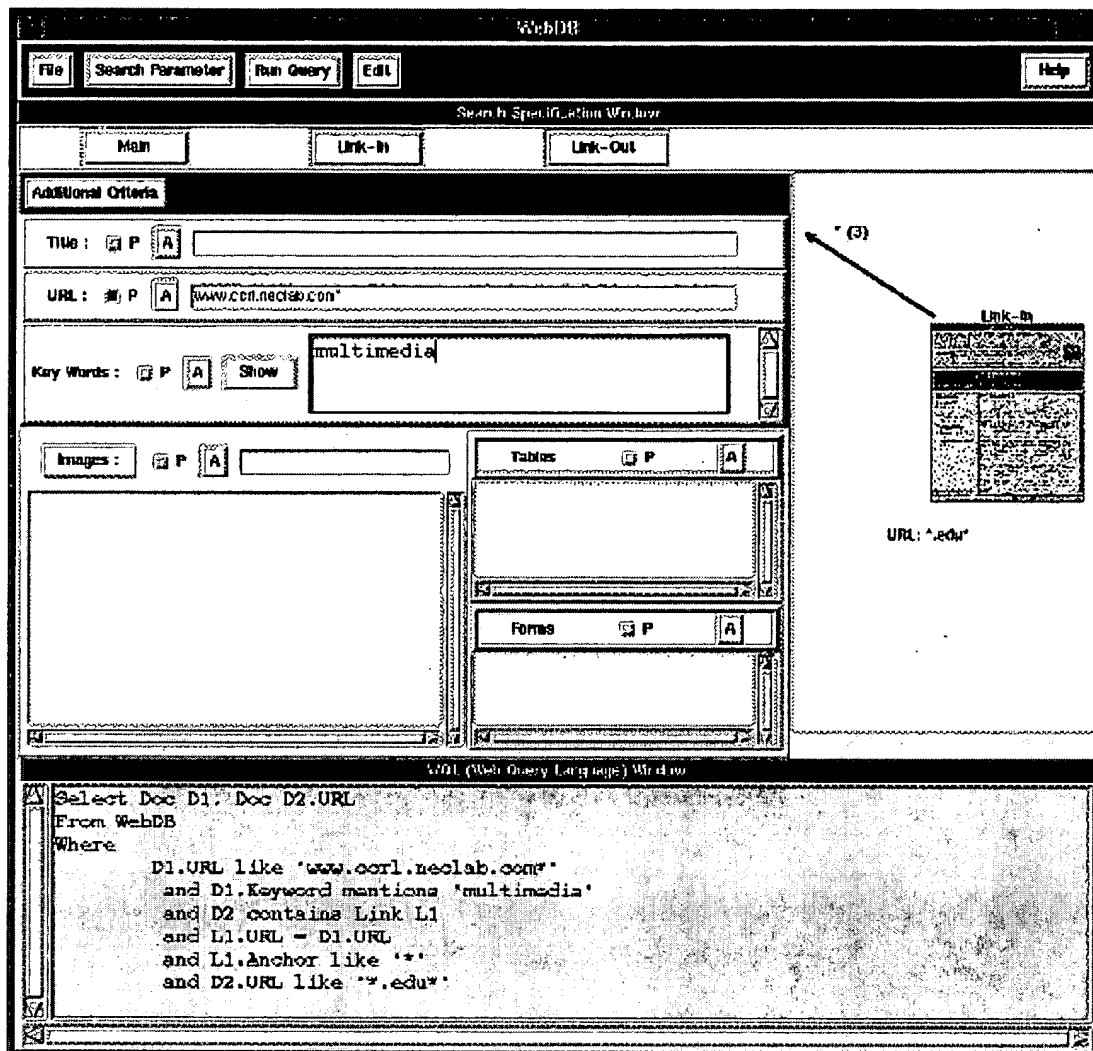 WebDB
File Search Parameter Run Query Edit Help
Search Specification Window
Main Link-In Link-Out
Additional Criteria
Title : P A
URL : P A www.ccrl.neclab.com*
Key Words : P A Show multimedia
* (3)
Link-In
URL: *.edu*
Images : P A
Tables P A
Forms P A
WQL (Web Query Language) Window
Select Doc D1, Doc D2.URL
From WebDB
Where
D1.URL like 'www.ccrl.neclab.com*'
and D1.Keyword mentions 'multimedia'
and D2 contains Link L1
and L1.URL = D1.URL
and L1.Anchor like '*'
and D2.URL like '*.edu*'